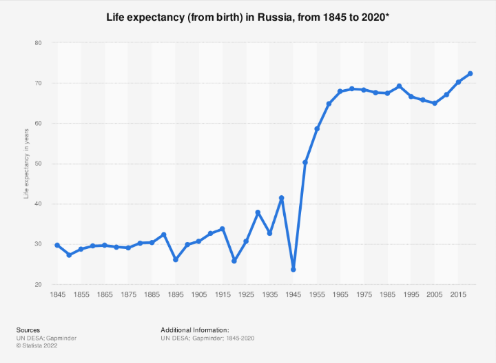 Life expectancy (from birth) in Russia, from 1845 to 2020*
80
70
60
50
40
30
20
Life expectancy in years
1845 1855 1865 1875 1885 1895 1905 1915 1925 1935 1945 1955 1965 1975 1985 1995 2005 2015
Sources
UN DESA; Gapminder
© Statista 2022
Additional Information:
UN DESA; Gapminder; 1845-2020